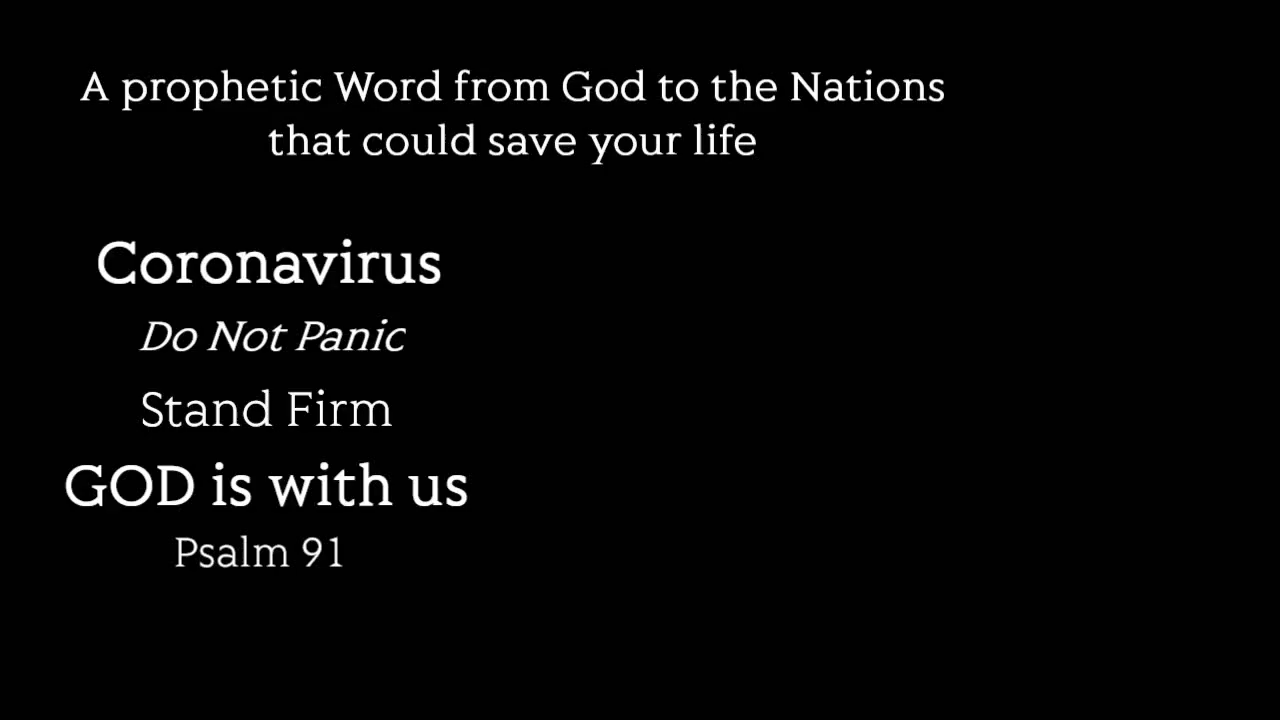 A prophetic Word from God to the Nations
that could save your life
Coronavirus
Do Not Panic
Stand Firm
GOD is with us
Psalm 91